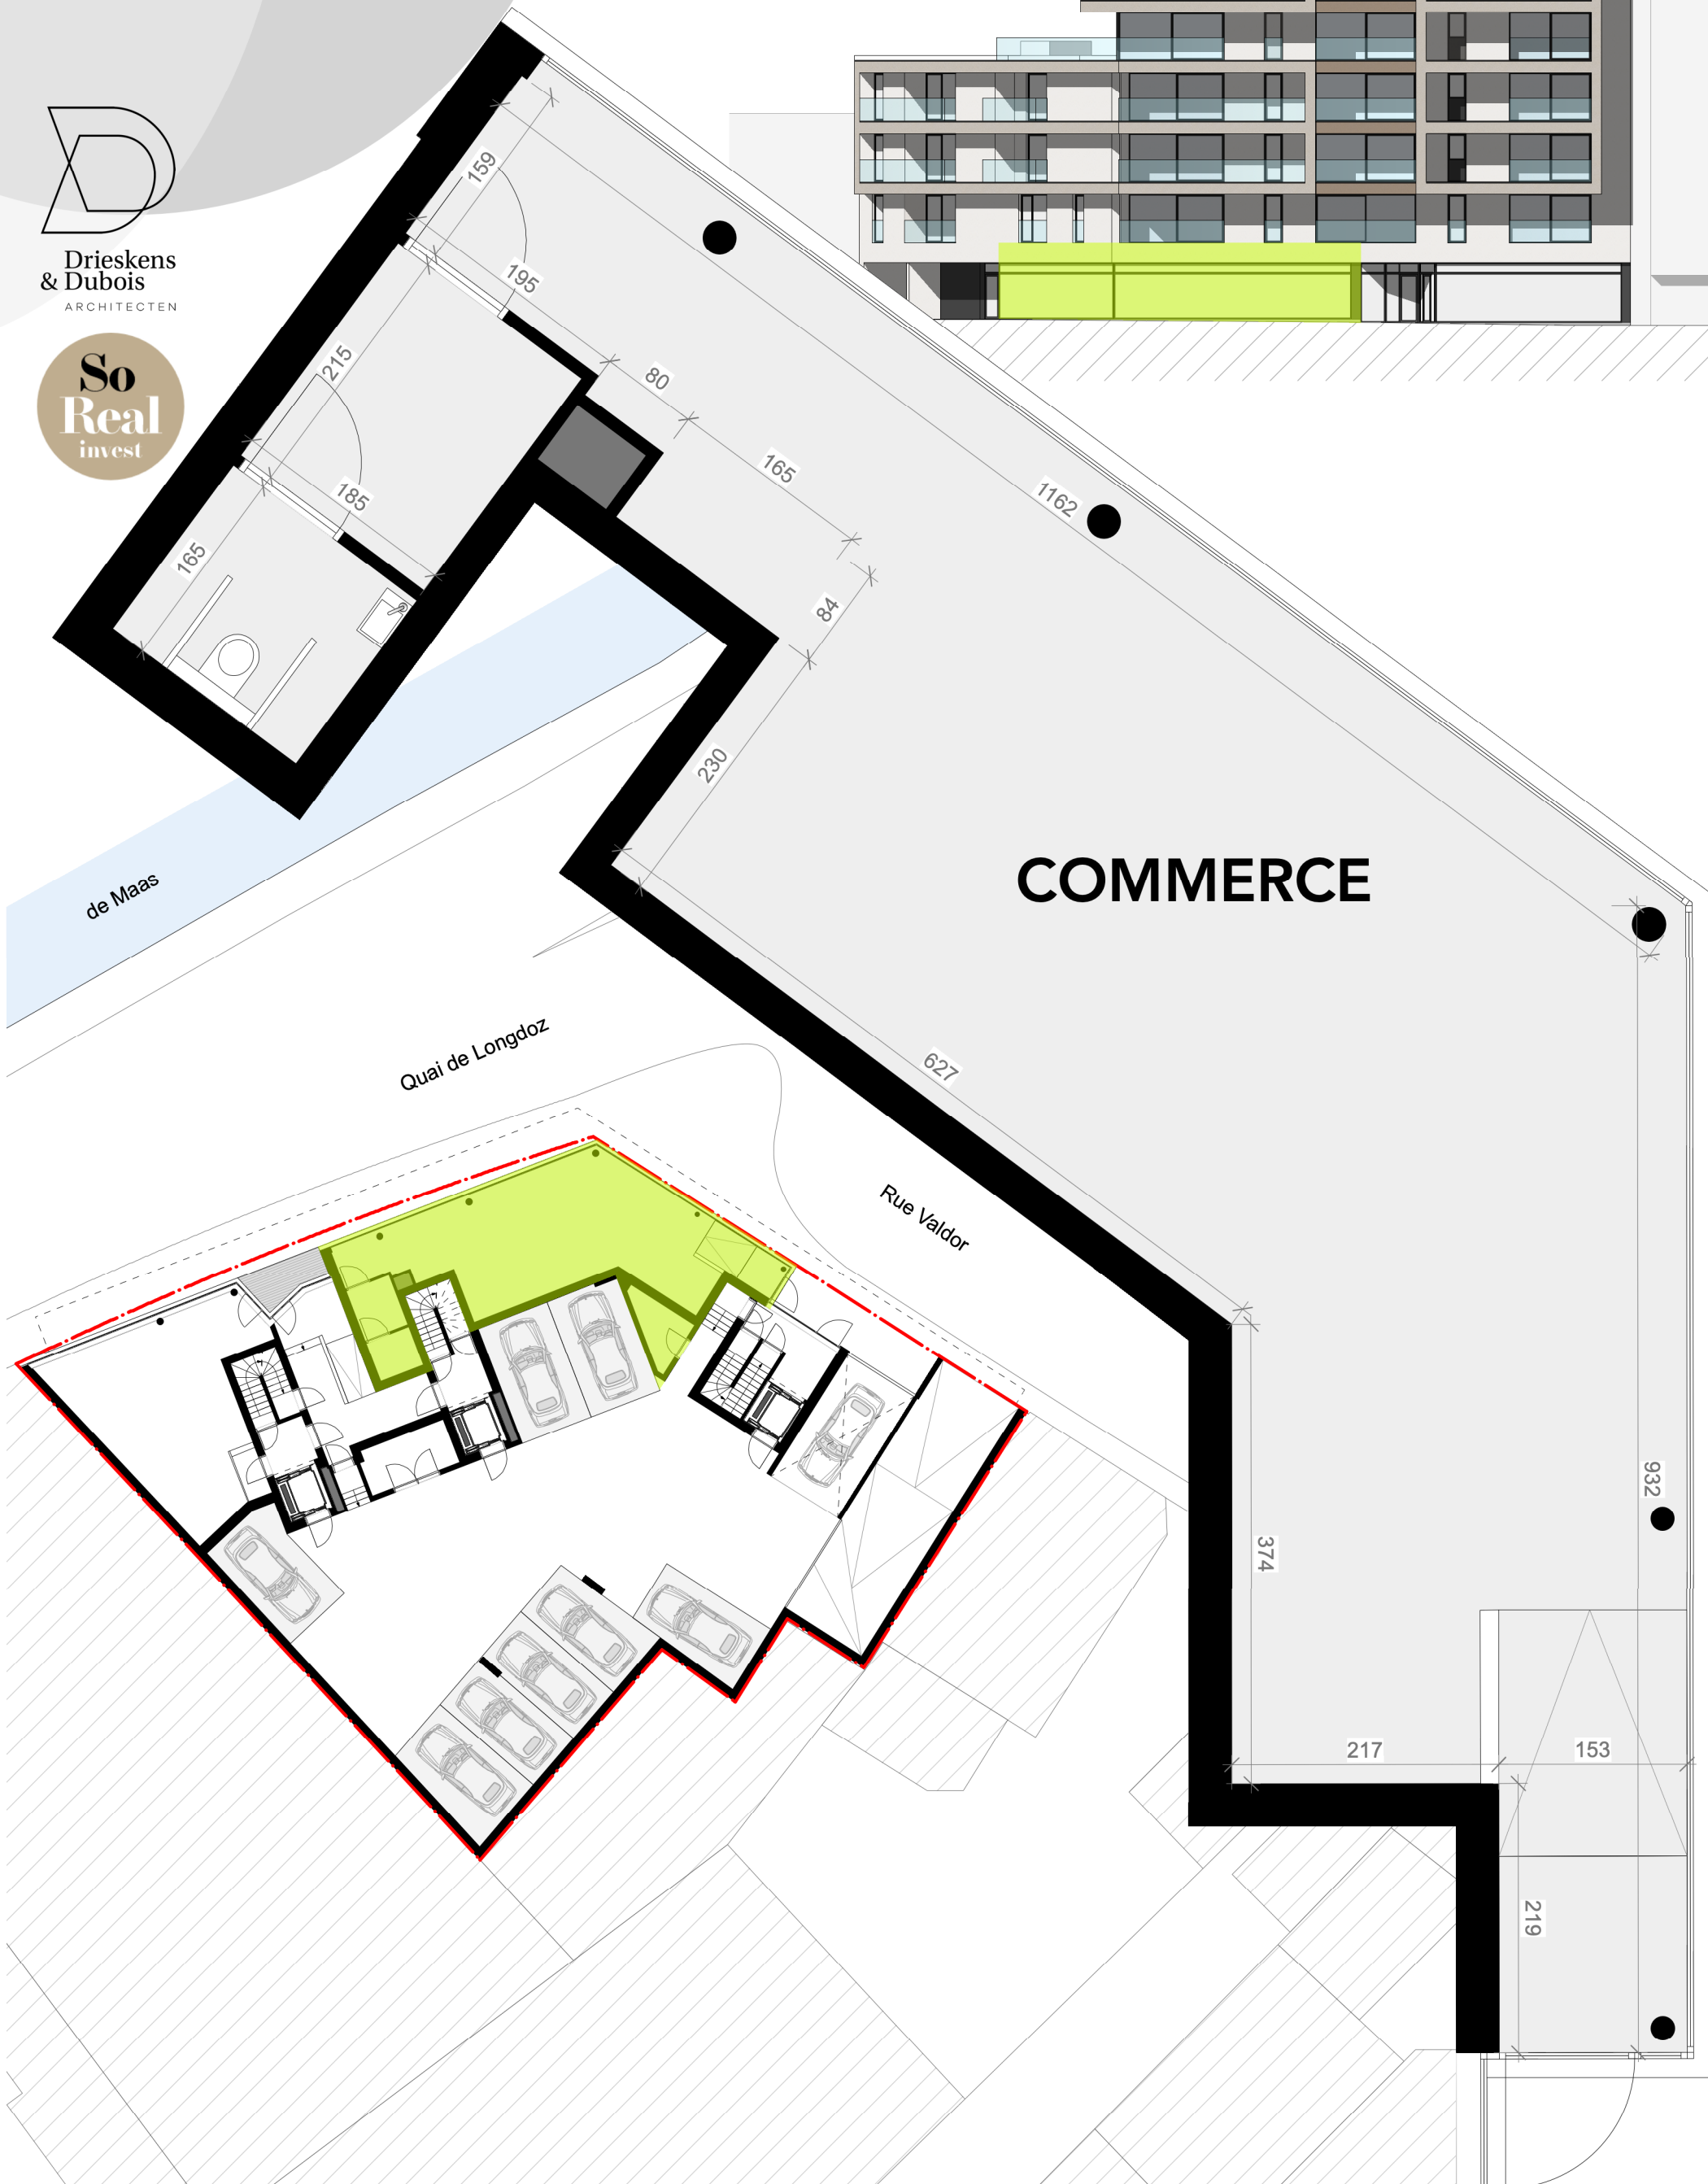 Drieskens
& Dubois
ARCHITECTEN
So
Real
invest
159
195
215
80
165
185
165
1162
84
230
COMMERCE
de Maas
627
Quai de Longdoz
Rue Valdor
932
374
217
153
219